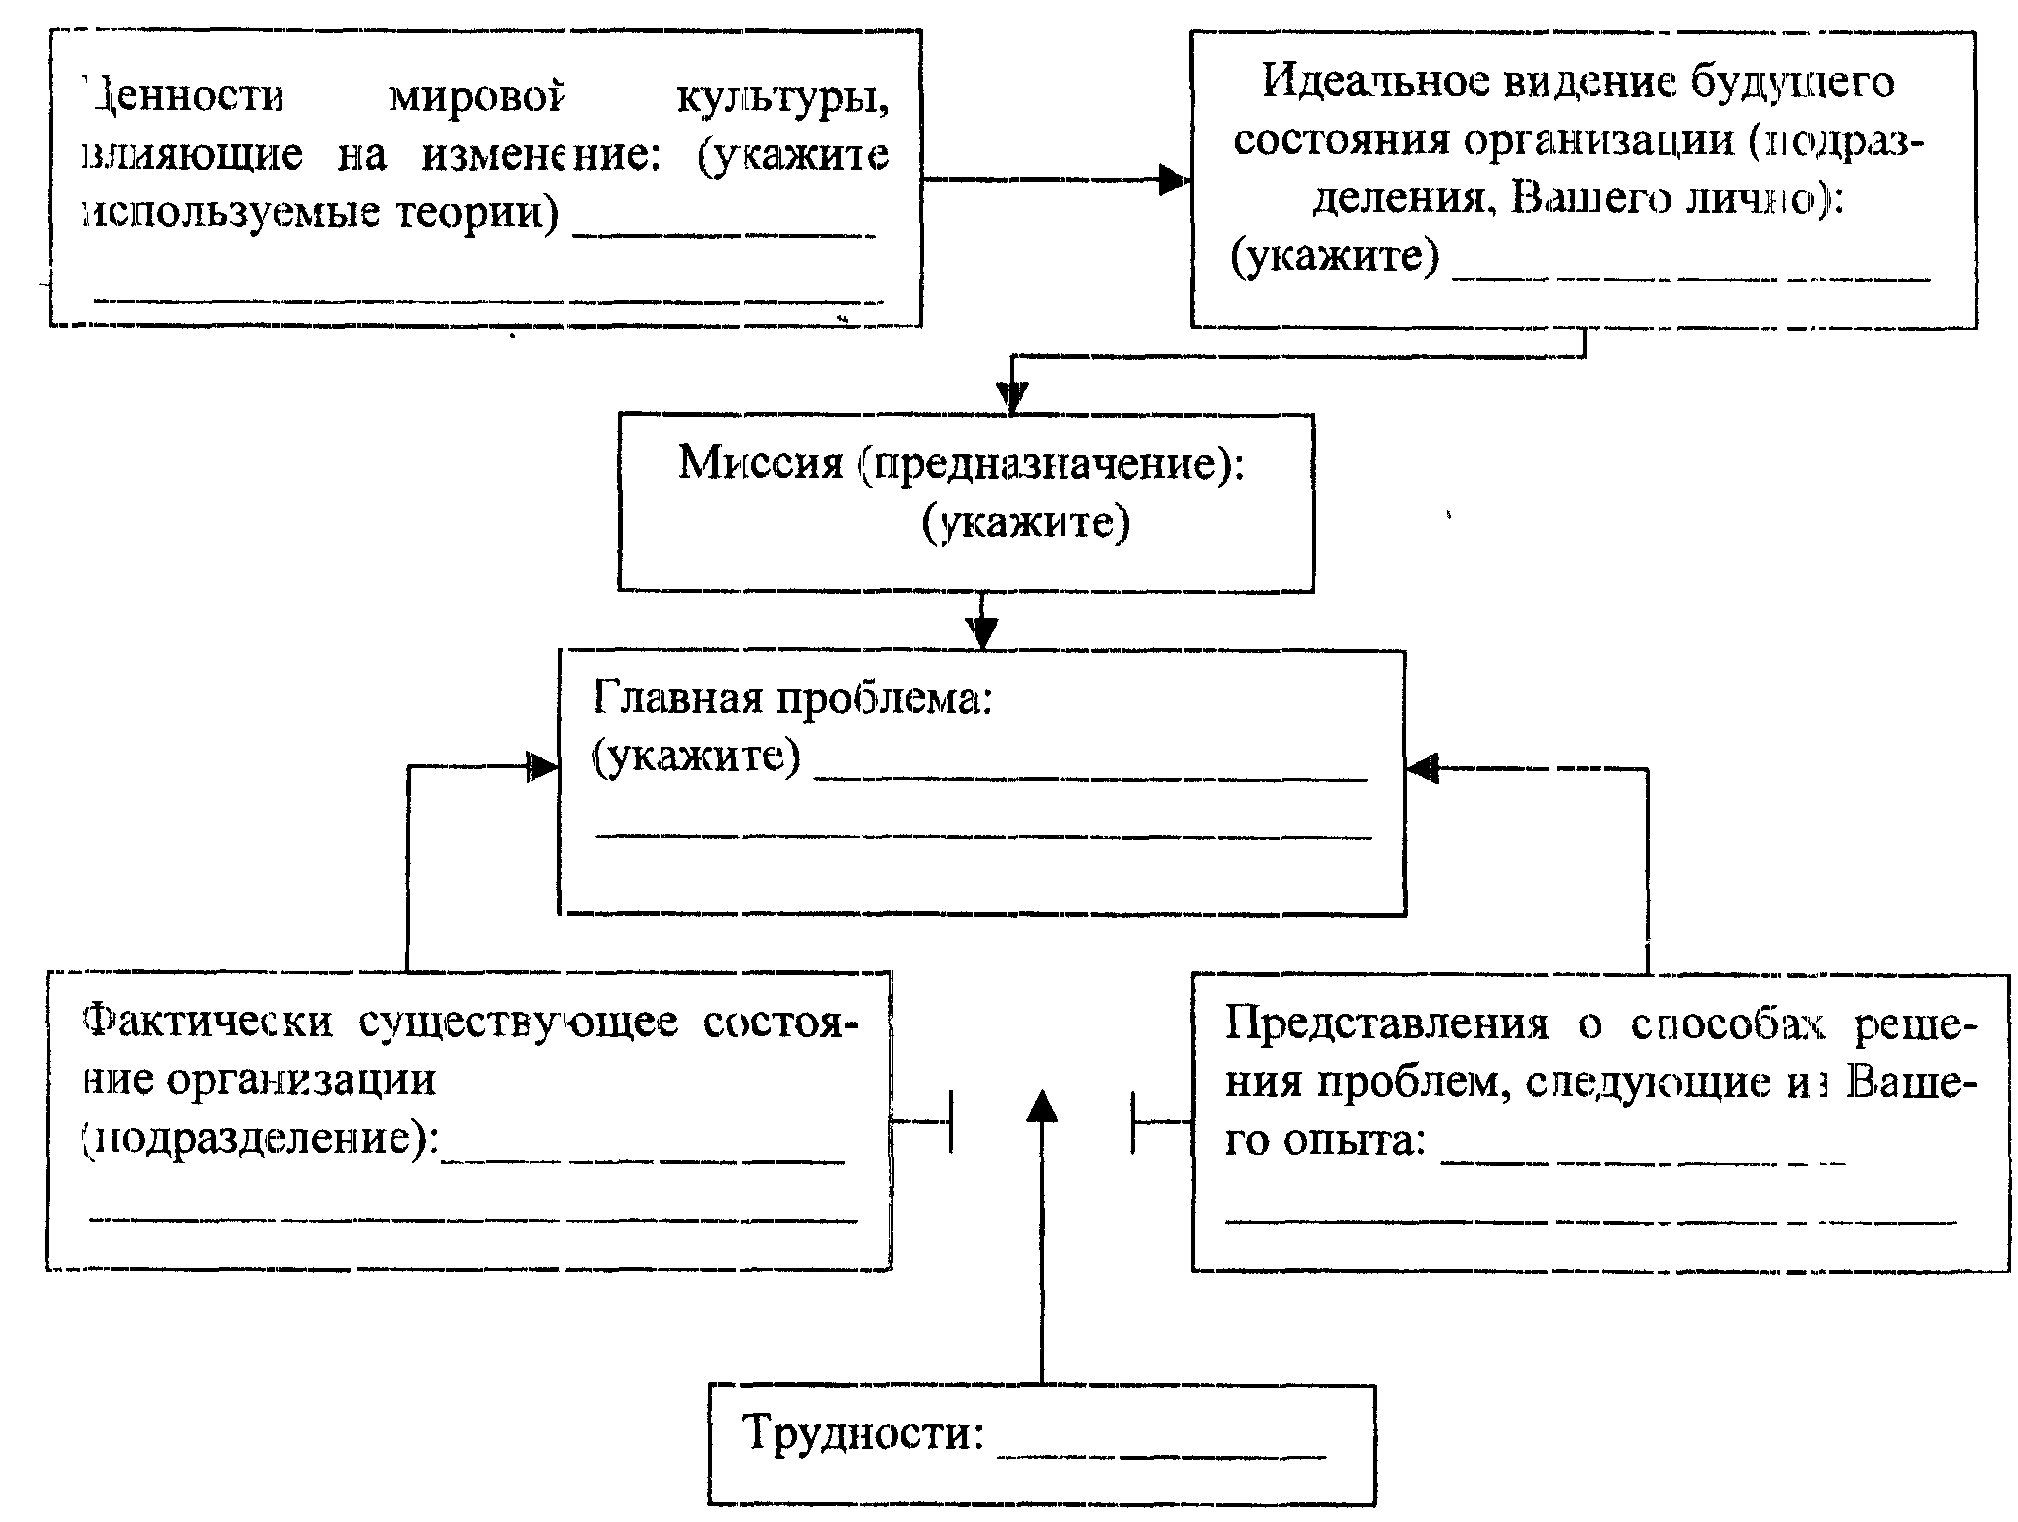 Ценности мировой культуры,
влияющие на изменение: (укажите
используемые теории)
Идеальное видение будущего
состояния организации (подраз-
деления, Вашего лично):
(укажите)
Миссия (предназначение):
(укажите)
Главная проблема:
(укажите)
Фактически существующее состоя-
ние организации
(подразделение):
Представления о способах реше-
ния проблем, следующие из Ваше-
го опыта:
Трудности: